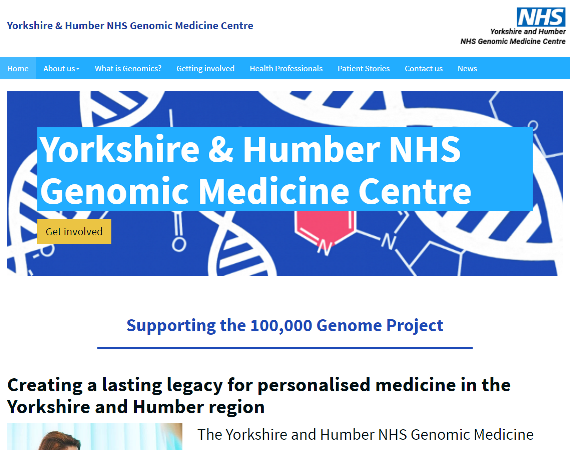 Yorkshire & Humber NHS Genomic Medicine Centre
NHS
Yorkshire and Humber
NHS Genomic Medicine Centre
Home About us What is Genomics? Getting involved Health Professionals Patient Stories Contact us News
Yorkshire & Humber NHS
Genomic Medicine Centre
Get involved
O
N
N
Supporting the 100,000 Genome Project
Creating a lasting legacy for personalised medicine in the
Yorkshire and Humber region
The Yorkshire and Humber NHS Genomic Medicine